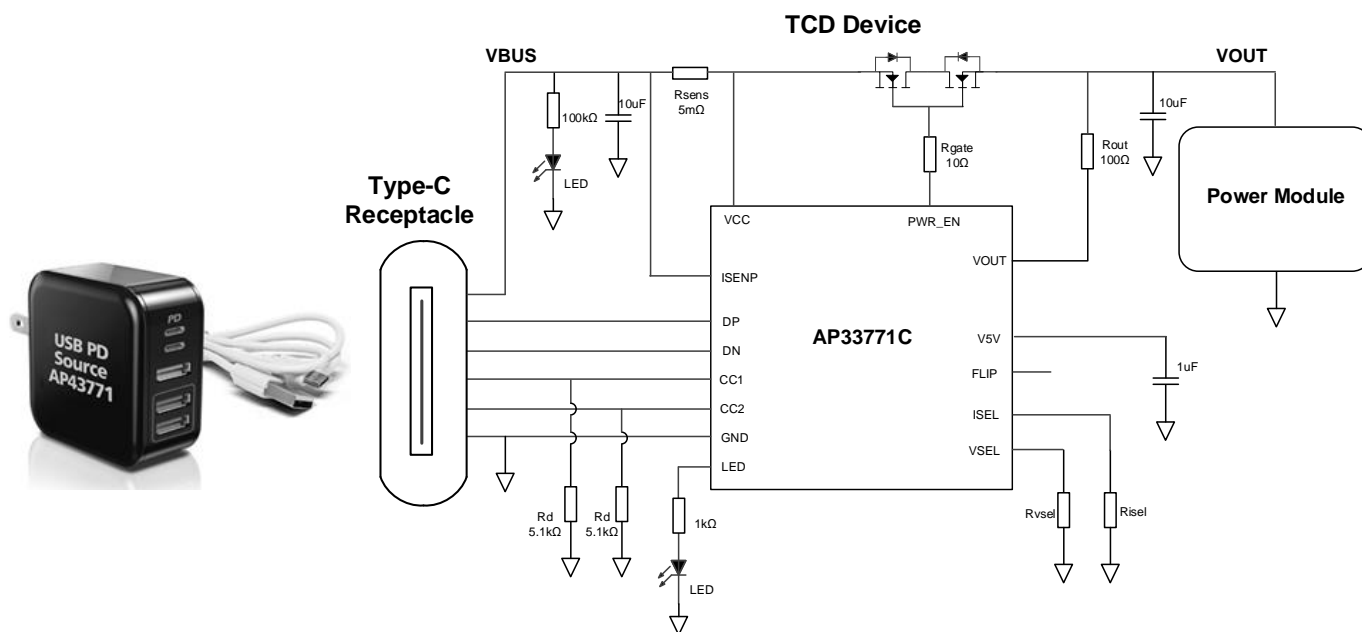 TCD Device
VBUS
VOUT
Rsens
5mΩ
10uF
100kΩ
LED
10uF
Rgate
10Ω
Rout
100Ω
Type-C
Receptacle
Power Module
VCC
PWR_EN
VOUT
ISENP
DP
AP33771C
V5V
DN
1uF
FLIP
CC1
ISEL
CC2
GND
VSEL
LED
PD
USB PD
Source
AP43771
Rd
5.1kΩ
Rd
5.1kΩ
1kΩ
Rvsel
Risel
LED